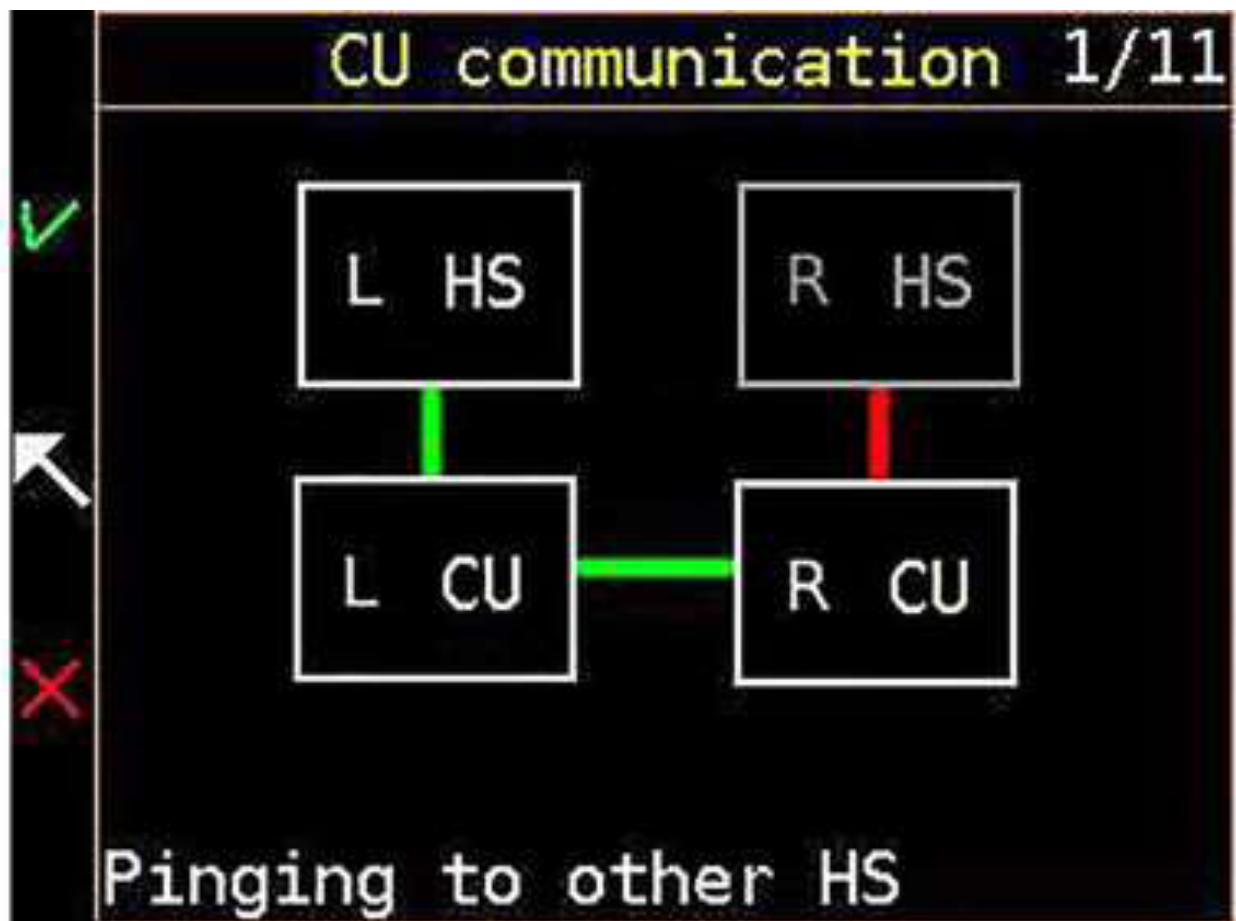 CU communication 1/11
L HS R HS
L CU R CU
Pinging to other HS